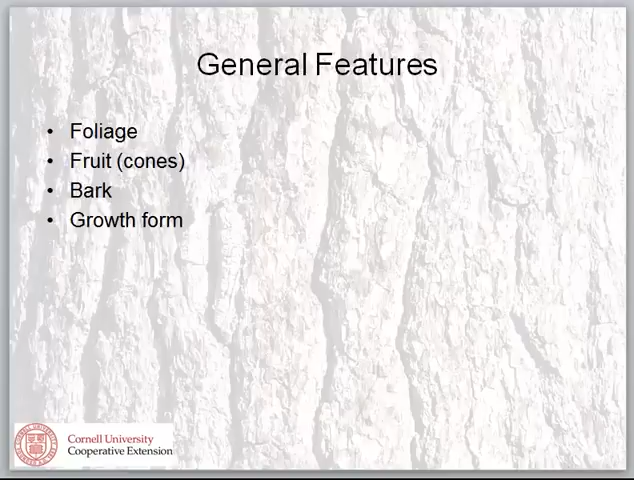 General Features
• Foliage
• Fruit (cones)
• Bark
• Growth form
Cornell University
Cooperative Extension